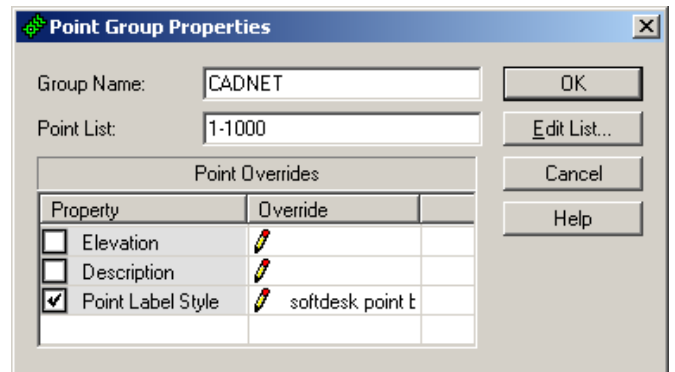 Point Group Properties
Group Name: CADNET OK
Point List: 1-1000 Edit List...
Point Overrides Cancel
Property Override Help
Elevation
Description
Point Label Style softdesk point